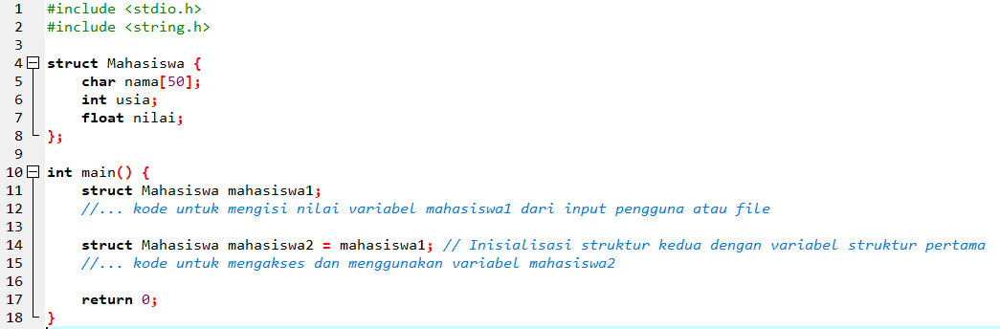 1 #include <stdio.h>
2 #include <string.h>
3
4 struct Mahasiswa {
5 char nama[50];
6 int usia;
7 float nilai;
8 };
9
10 int main() {
11 struct Mahasiswa mahasiswa1;
12 //... kode untuk mengisi nilai variabel mahasiswa1 dari input pengguna atau file
13
14 struct Mahasiswa mahasiswa2 = mahasiswa1; // Inisialisasi struktur kedua dengan variabel struktur pertama
15 //... kode untuk mengakses dan menggunakan variabel mahasiswa2
16
17 return 0;
18 }